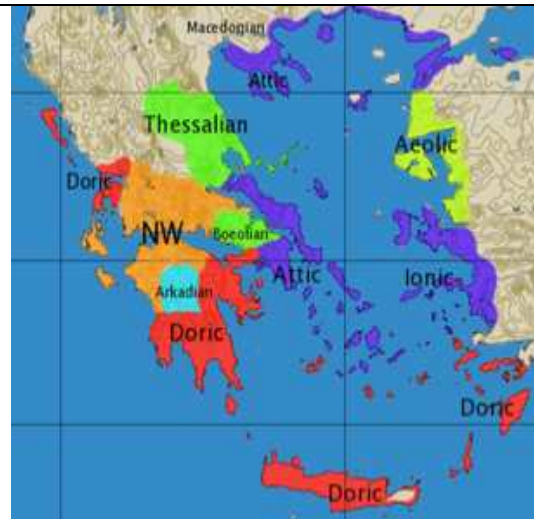 Macedonian
Attic
Thessalian
Aeolic
Doric
NW
Boeotian
Attic
Ionic
Arkadian
Doric
Doric
Doric